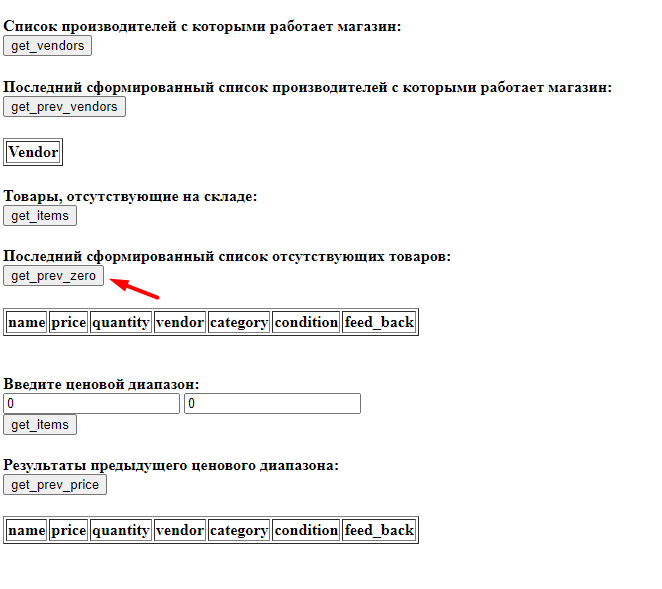 Список производителей с которыми работает магазин:
get_vendors
Последний сформированный список производителей с которыми работает магазин:
get_prev_vendors
Vendor
Товары, отсутствующие на складе:
get_items
Последний сформированный список отсутствующих товаров:
get_prev_zero
name price quantity vendor category condition feed_back
Введите ценовой диапазон:
0 0
get_items
Результаты предыдущего ценового диапазона:
get_prev_price
name price quantity vendor category condition feed_back